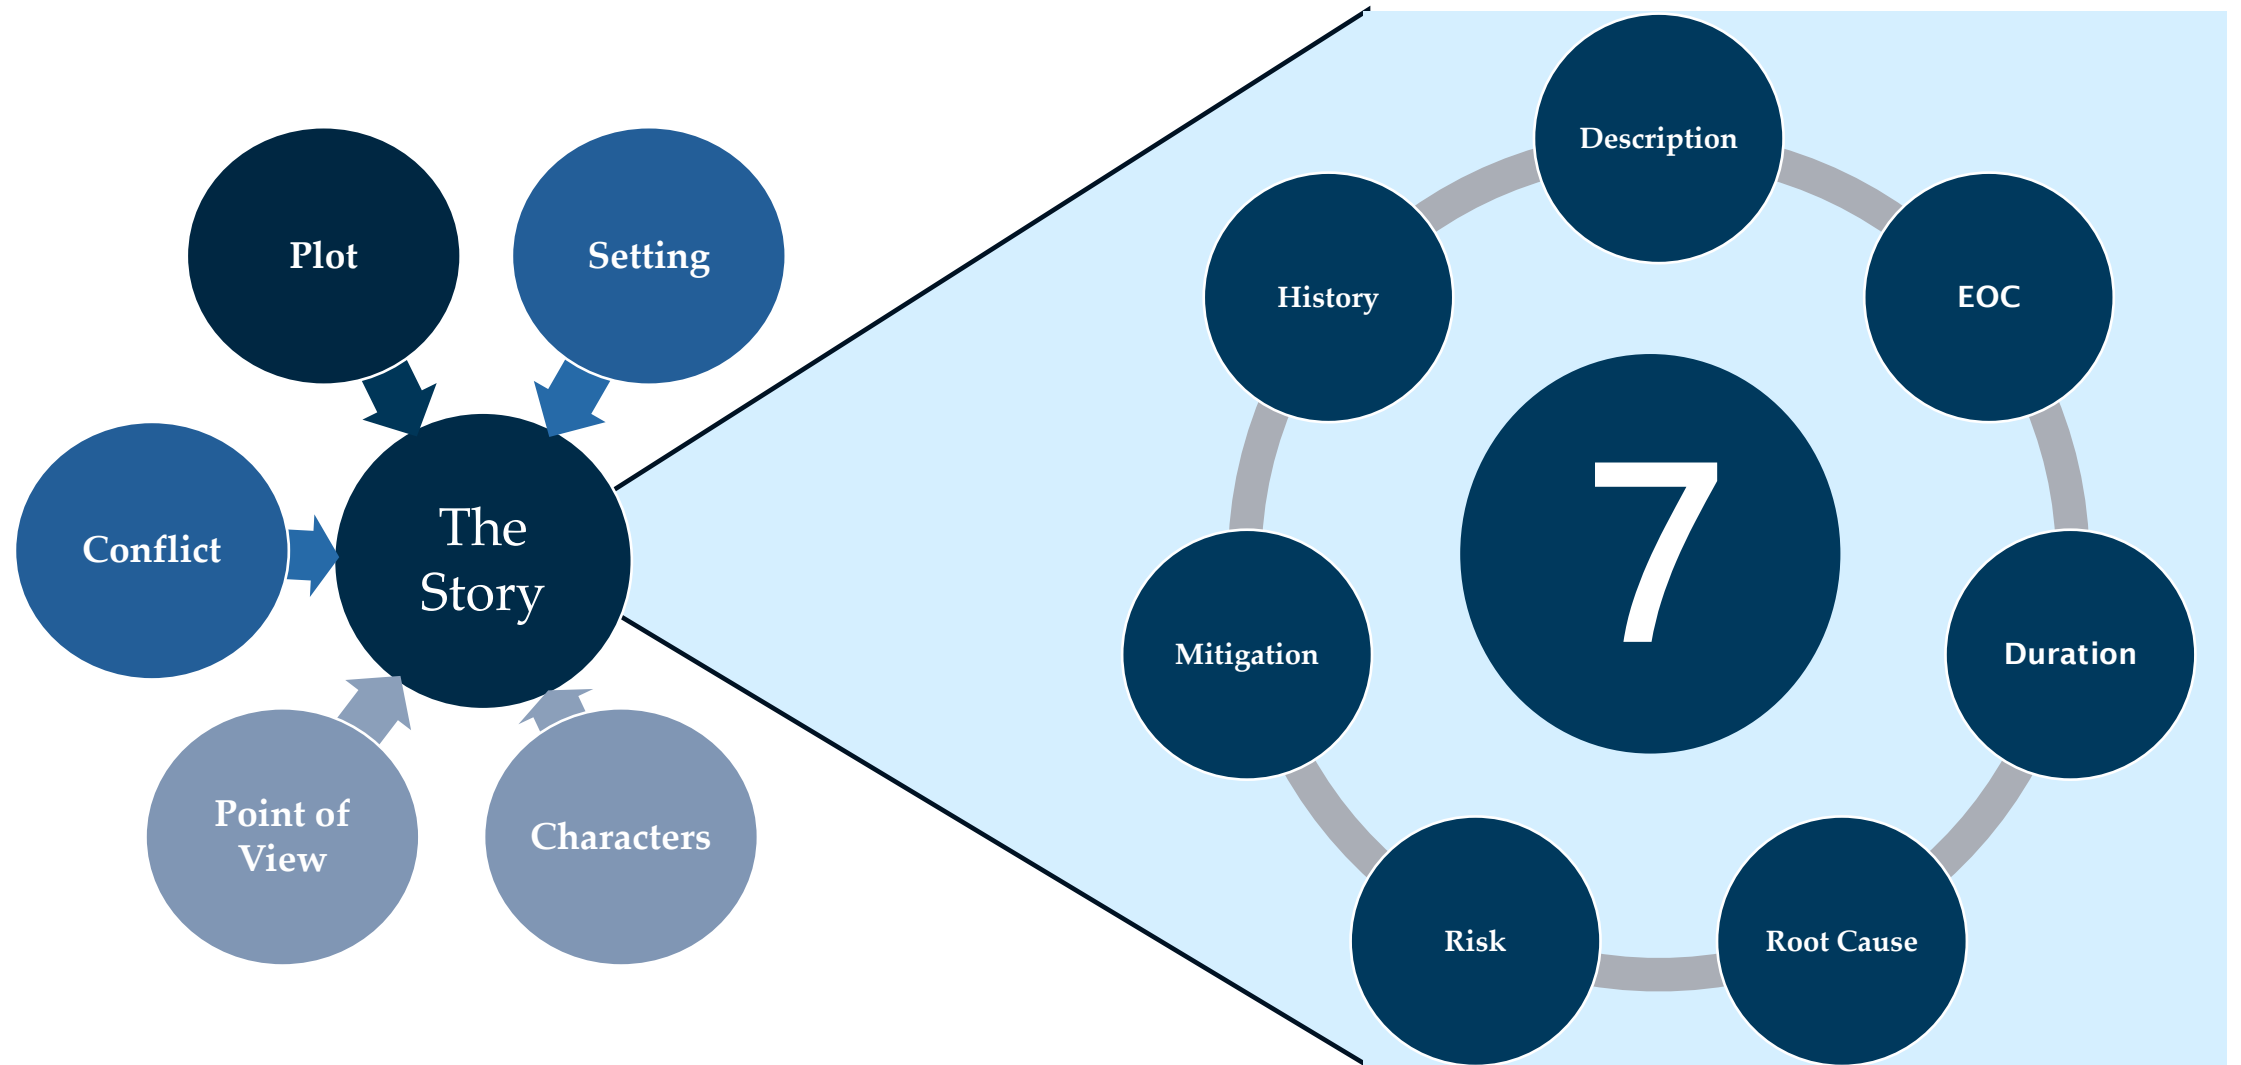 Plot
Setting
Conflict
The
Story
Point of
View
Characters
Description
EOC
Duration
Root Cause
Risk
Mitigation
History
7